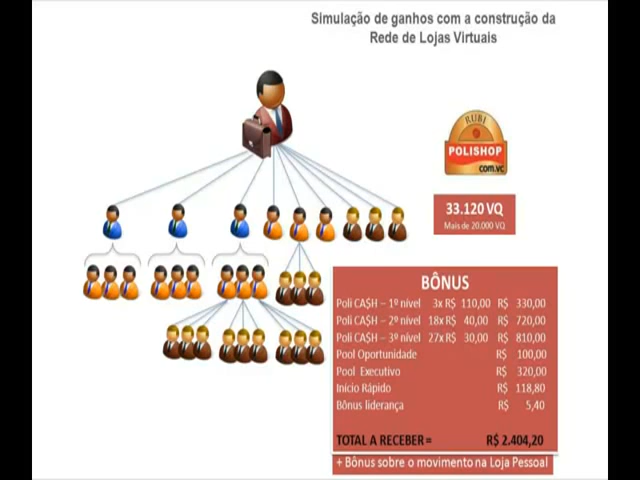 Simulação de ganhos com a construção da
Rede de Lojas Virtuais
RUBI
POLISHOP
com.vc
33.120 VQ
Mais de 20.000 VQ
BÔNUS
Poli CA$H – 1º nível 3x R$ 110,00 R$ 330,00
Poli CA$H – 2º nível 18x R$ 40,00 R$ 720,00
Poli CA$H – 3º nível 27x R$ 30,00 R$ 810,00
Pool Oportunidade R$ 100,00
Pool Executivo R$ 320,00
Início Rápido R$ 118,80
Bônus liderança R$ 5,40
TOTAL A RECEBER = R$ 2.404,20
+ Bônus sobre o movimento na Loja Pessoal